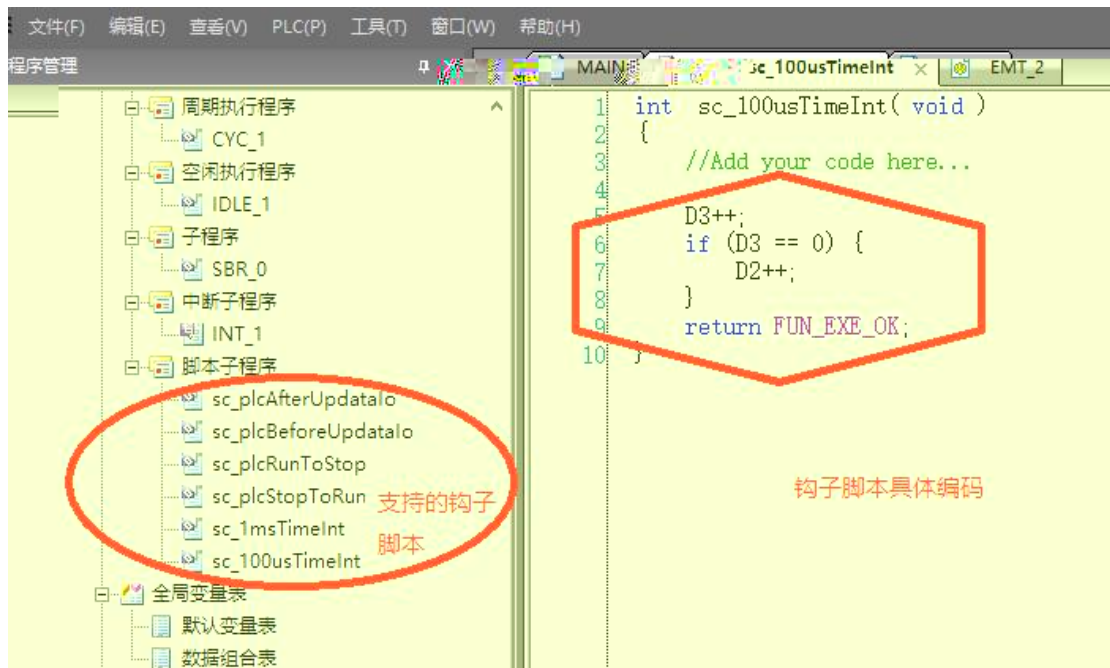 文件(F) 编辑(E) 查看(V) PLC(P) 工具(T) 窗口(W) 帮助(H)
程序管理
MAIN sc_100usTimeInt EMT_2
周期执行程序
CYC_1
空闲执行程序
IDLE_1
子程序
SBR_0
中断子程序
INT_1
脚本子程序
sc_plcAfterUpdataIo
sc_plcBeforeUpdataIo
sc_plcRunToStop
sc_plcStopToRun
sc_1msTimeInt
sc_100usTimeInt
支持的钩子
脚本
全局变量表
默认变量表
数据组合表
1 int sc_100usTimeInt( void )
2 {
3 //Add your code here...
4
5 D3++;
6 if (D3 == 0) {
7 D2++;
8 }
9 return FUN_EXE_OK;
10 }
钩子脚本具体编码